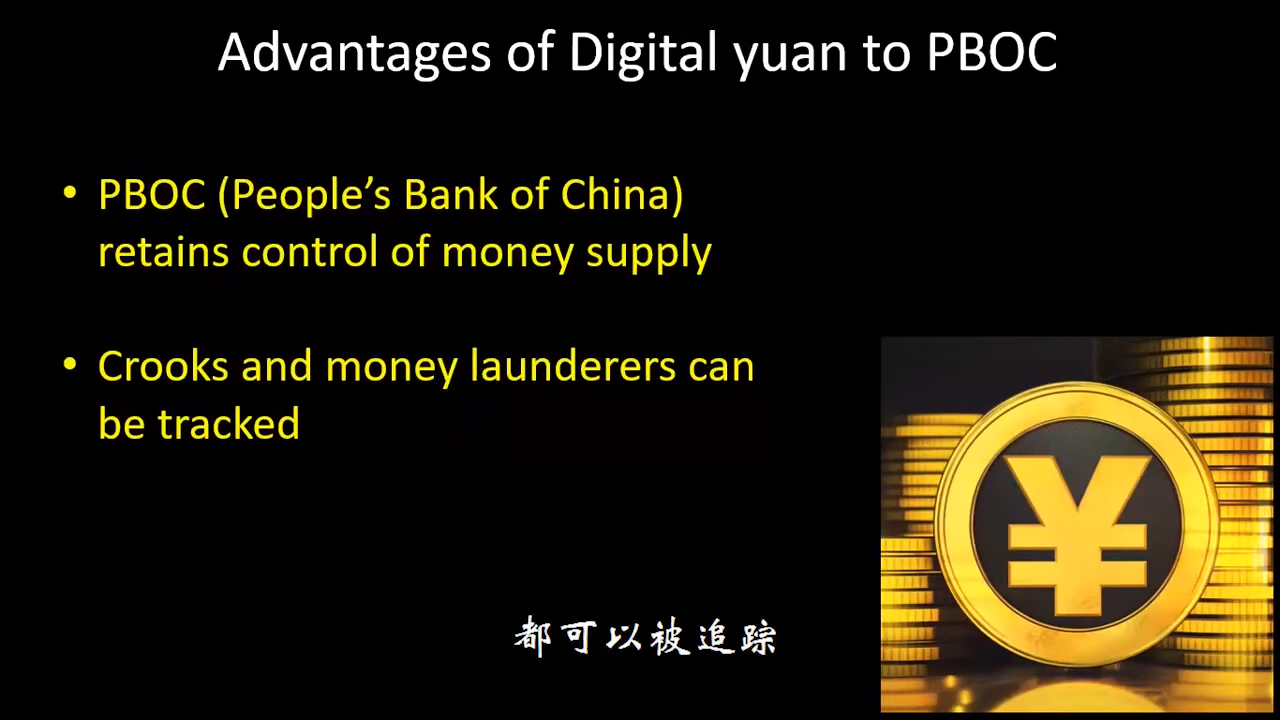 Advantages of Digital yuan to PBOC
• PBOC (People’s Bank of China)
retains control of money supply
• Crooks and money launderers can
be tracked
¥
都可以被追踪